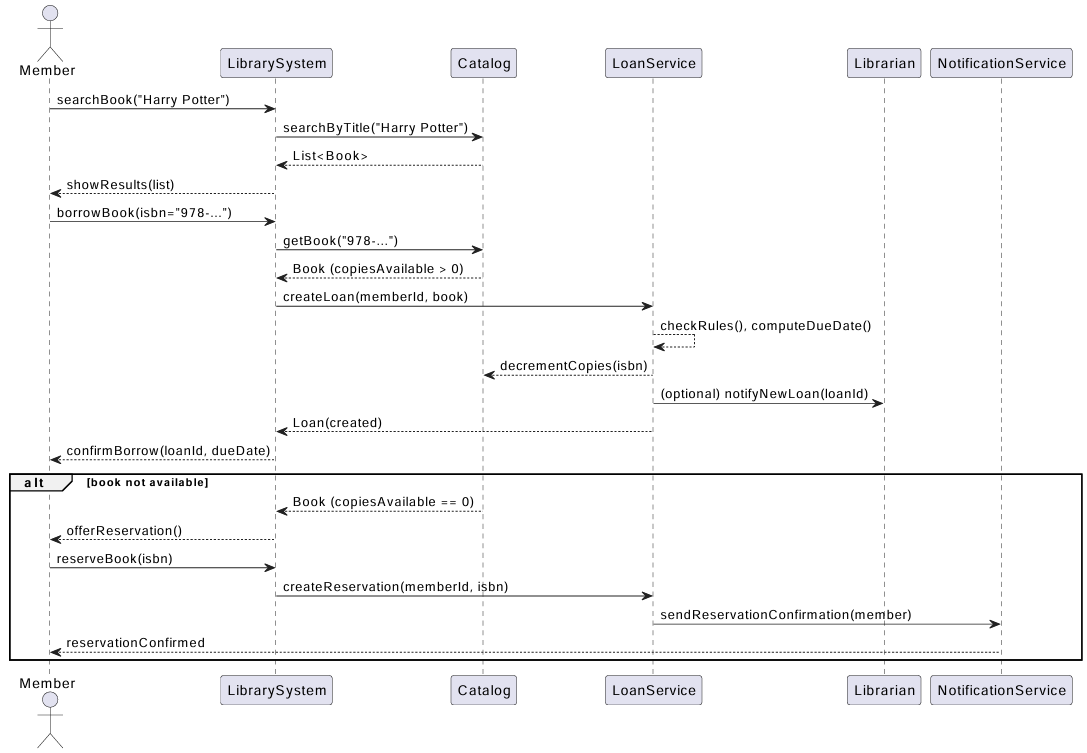 Member
LibrarySystem
Catalog
LoanService
Librarian
NotificationService
searchBook("Harry Potter")
searchByTitle("Harry Potter")
List<Book>
showResults(list)
borrowBook(isbn="978-...")
getBook("978-...")
Book (copiesAvailable > 0)
createLoan(memberId, book)
checkRules(), computeDueDate()
decrementCopies(isbn)
(optional) notifyNewLoan(loanId)
Loan(created)
confirmBorrow(loanId, dueDate)
alt
[book not available]
Book (copiesAvailable == 0)
offerReservation()
reserveBook(isbn)
createReservation(memberId, isbn)
sendReservationConfirmation(member)
reservationConfirmed
Member
LibrarySystem
Catalog
LoanService
Librarian
NotificationService